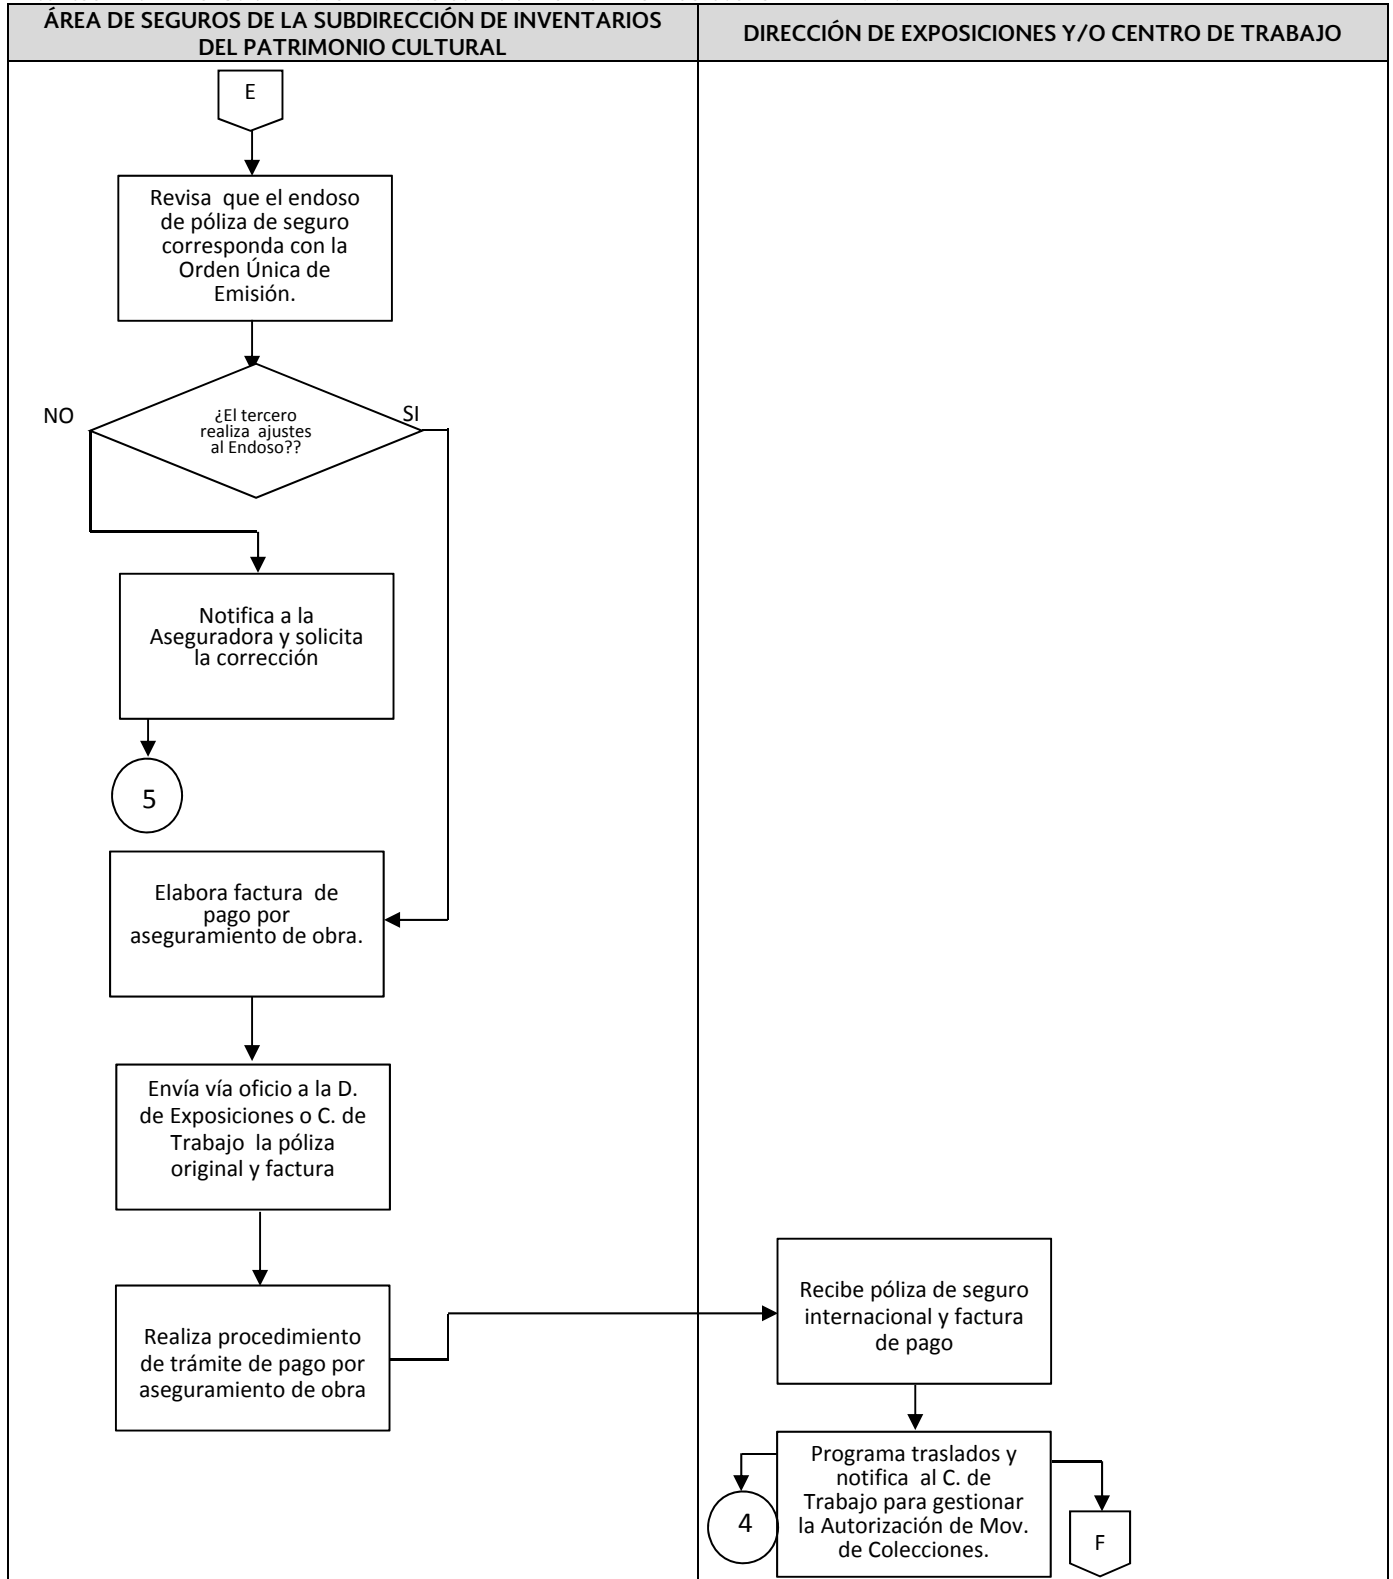 ÁREA DE SEGUROS DE LA SUBDIRECCIÓN DE INVENTARIOS
DEL PATRIMONIO CULTURAL
DIRECCIÓN DE EXPOSICIONES Y/O CENTRO DE TRABAJO
E
Revisa que el endoso
de póliza de seguro
corresponda con la
Orden Única de
Emisión.
NO
¿El tercero
realiza ajustes
al Endoso??
SI
Notifica a la
Aseguradora y solicita
la corrección
5
Elabora factura de
pago por
aseguramiento de obra.
Envía vía oficio a la D.
de Exposiciones o C. de
Trabajo la póliza
original y factura
Realiza procedimiento
de trámite de pago por
aseguramiento de obra
Recibe póliza de seguro
internacional y factura
de pago
Programa traslados y
notifica al C. de
Trabajo para gestionar
la Autorización de Mov.
de Colecciones.
4
F